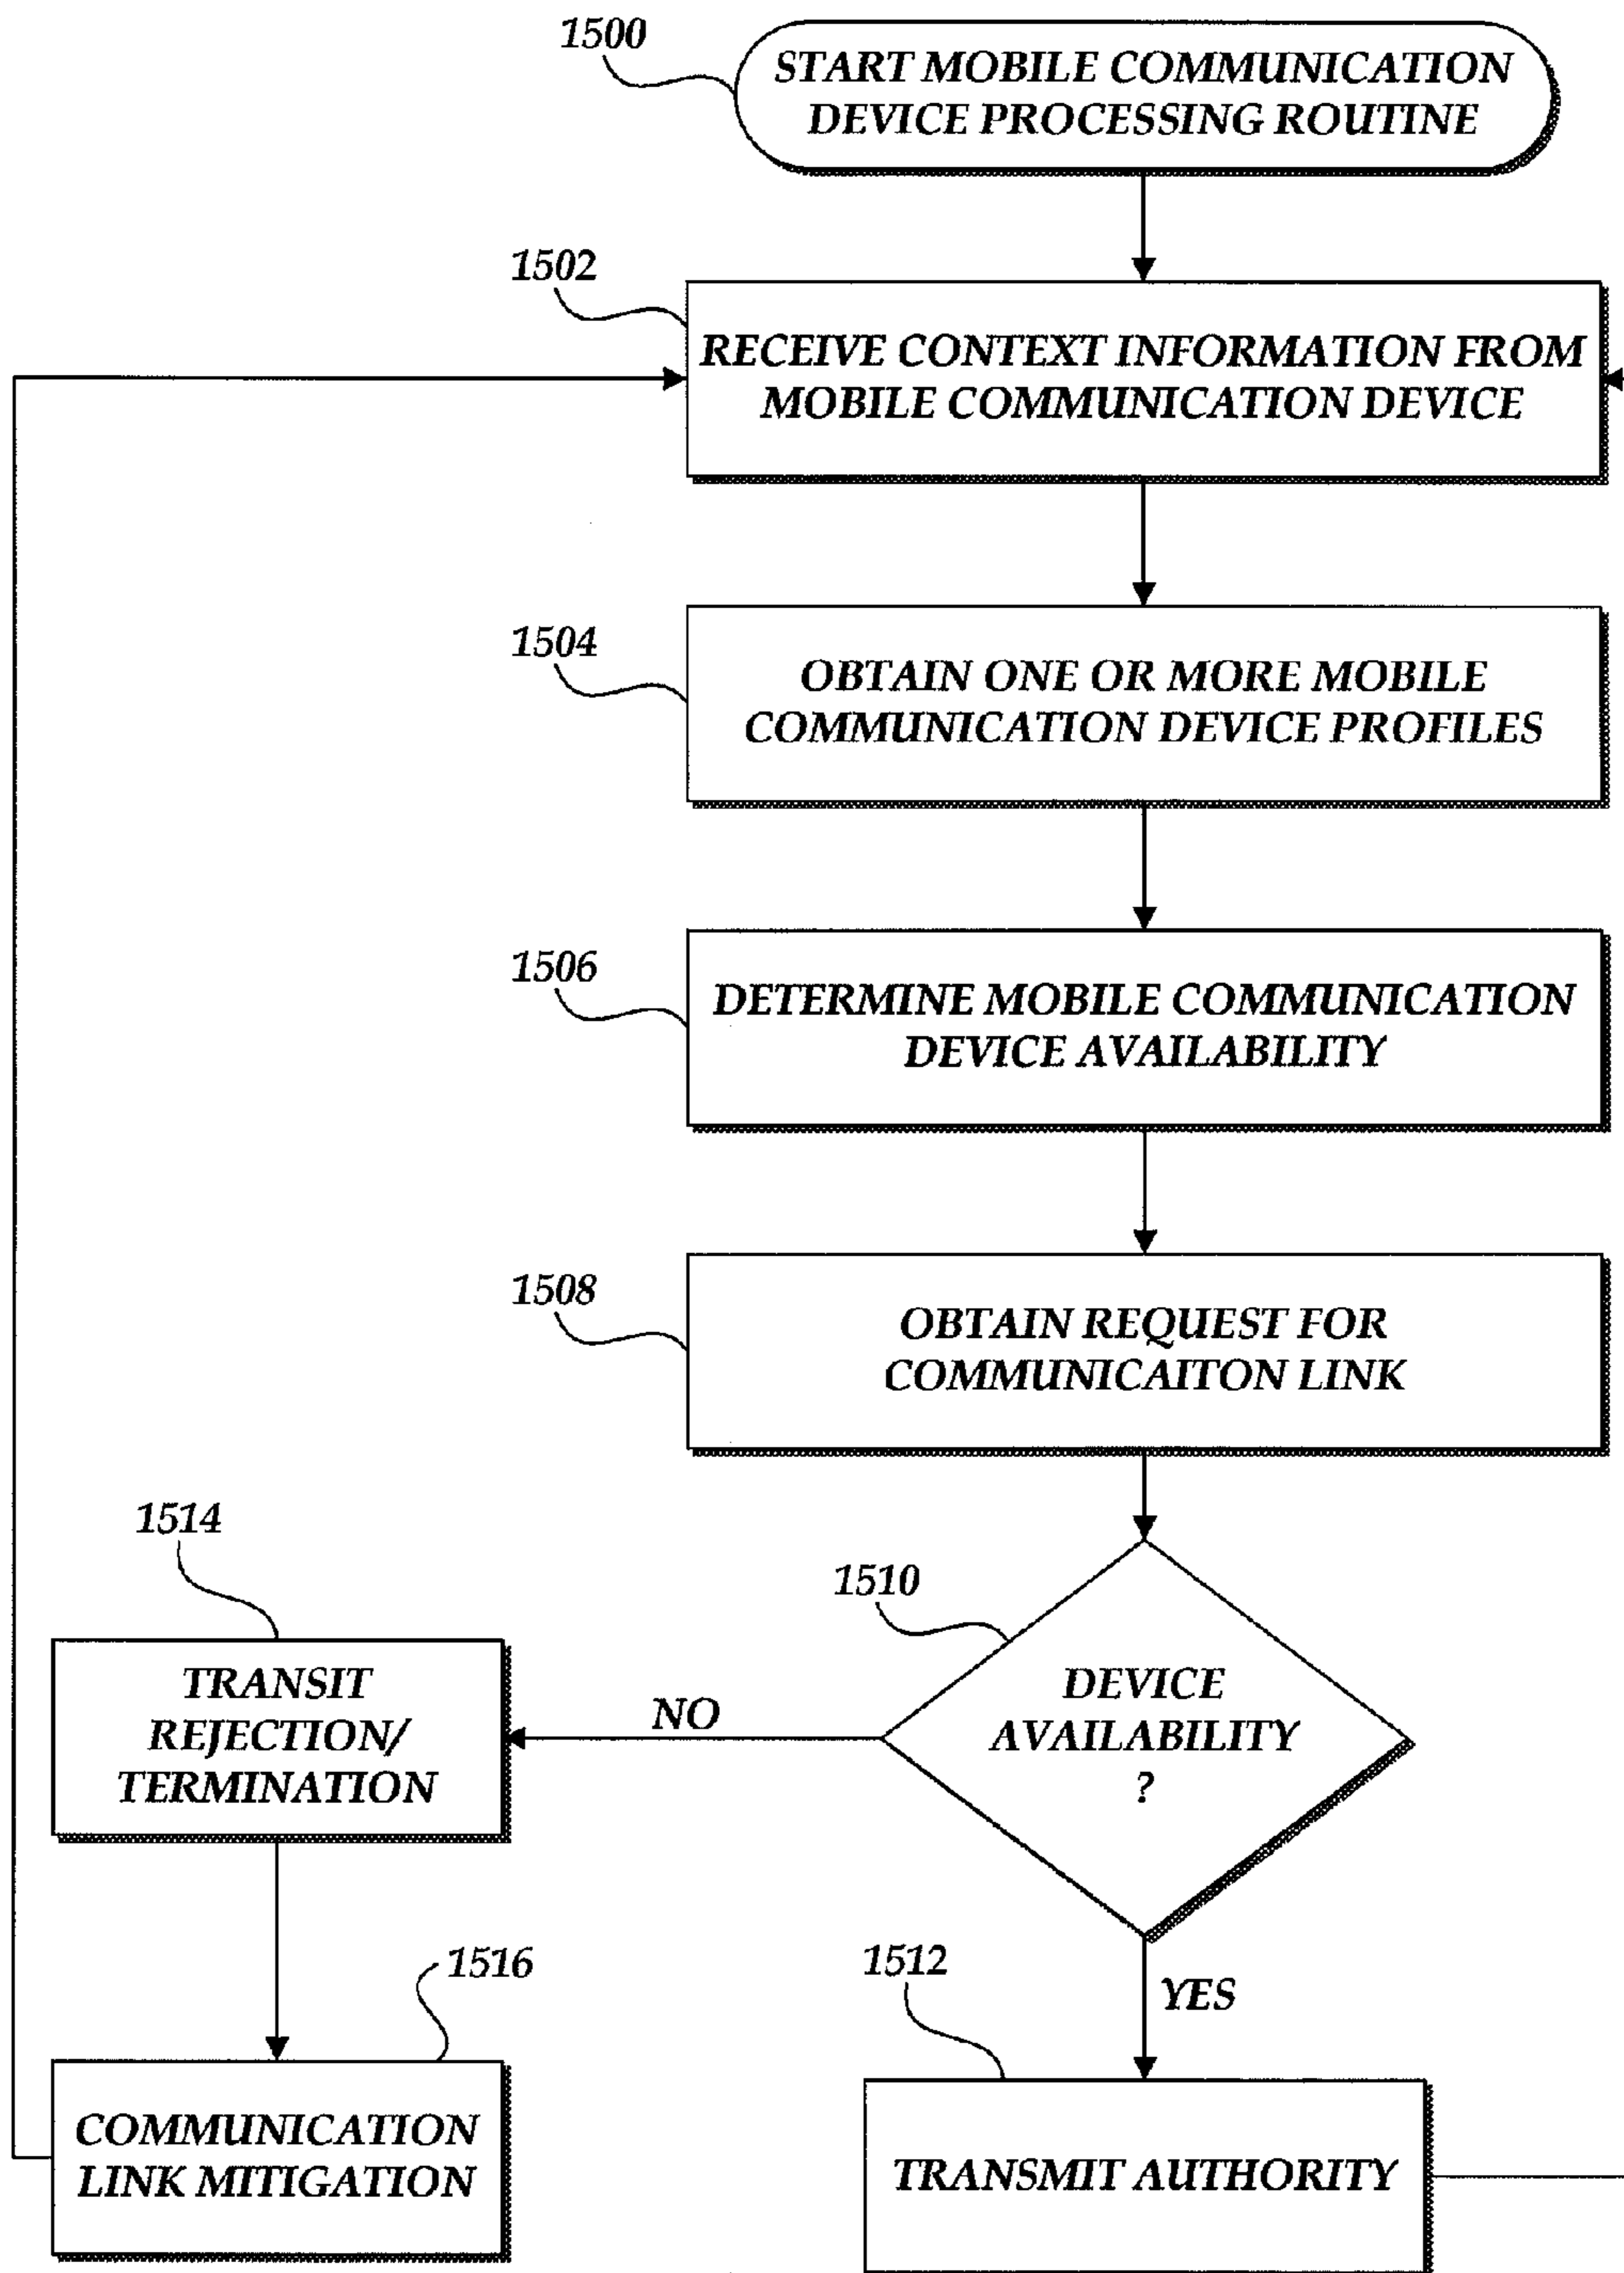 1500
START MOBILE COMMUNICATION
DEVICE PROCESSING ROUTINE
1502
RECEIVE CONTEXT INFORMATION FROM
MOBILE COMMUNICATION DEVICE
1504
OBTAIN ONE OR MORE MOBILE
COMMUNICATION DEVICE PROFILES
1506
DETERMINE MOBILE COMMUNICATION
DEVICE AVAILABILITY
1508
OBTAIN REQUEST FOR
COMMUNICAITON LINK
1510
DEVICE
AVAILABILITY
?
NO
1514
TRANSIT
REJECTION/
TERMINATION
1516
COMMUNICATION
LINK MITIGATION
YES
1512
TRANSMIT AUTHORITY